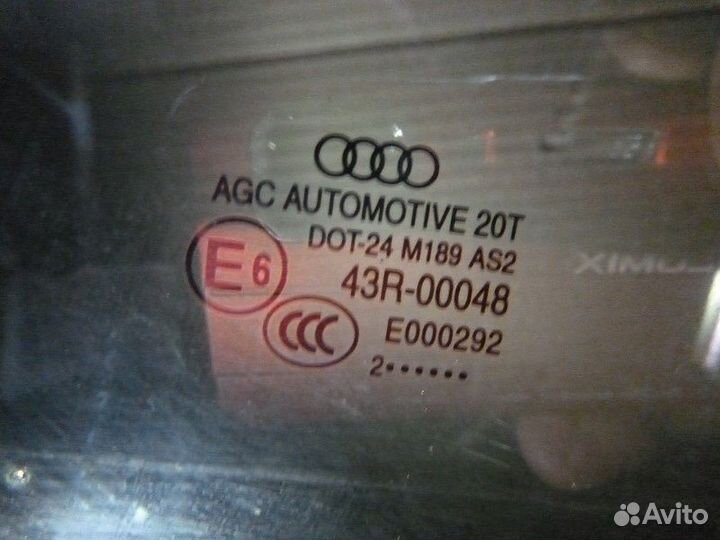 AGC AUTOMOTIVE 20T
DOT-24 M189 AS2
E6
43R-00048
CCC
E000292
2••••••
Avito